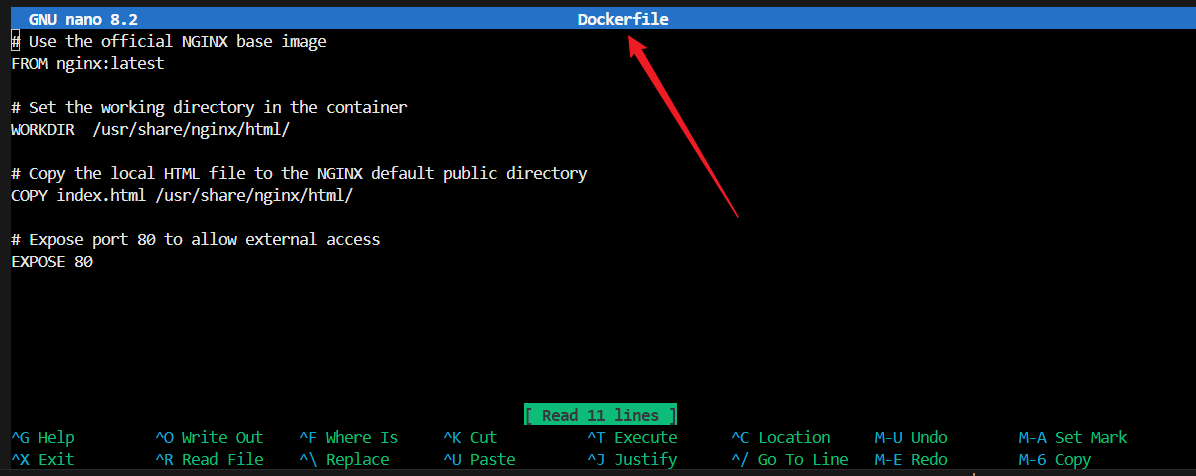 GNU nano 8.2 Dockerfile
# Use the official NGINX base image
FROM nginx:latest
# Set the working directory in the container
WORKDIR  /usr/share/nginx/html/
# Copy the local HTML file to the NGINX default public directory
COPY index.html /usr/share/nginx/html/
# Expose port 80 to allow external access
EXPOSE 80
[ Read 11 lines ]
^G Help ^O Write Out ^F Where Is ^K Cut ^T Execute ^C Location M-U Undo M-A Set Mark
^X Exit ^R Read File ^\ Replace ^U Paste ^J Justify ^/ Go To Line M-E Redo M-6 Copy